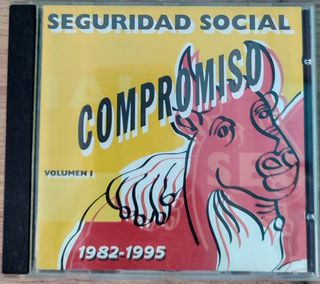 SEGURIDAD SOCIAL
COMPROMISO
VOLUMEN I
1982-1995